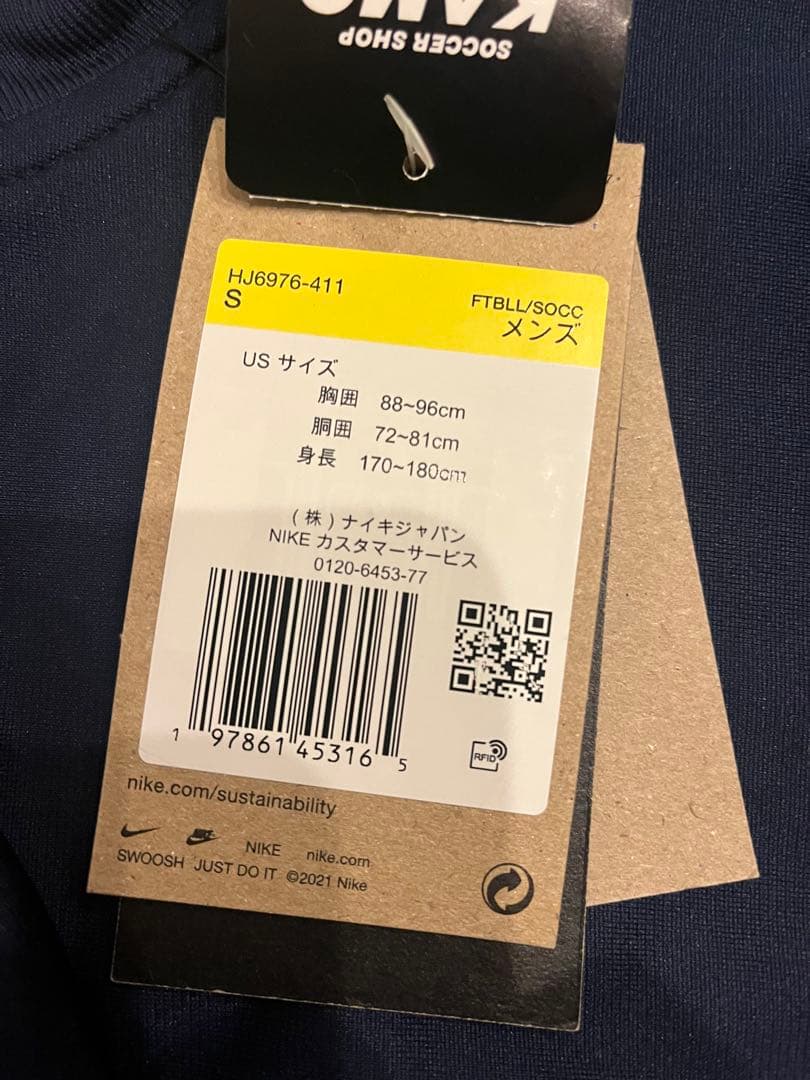 KAMO
SOCCER SHOP
HJ6976-411
S
FTBLL/SOCC
メンズ
US サイズ
胸囲 88~96cm
胴囲 72~81cm
身長 170~180cm
(株)ナイキジャパン
NIKE カスタマーサービス
0120-6453-77
1 97861 45316 5
RFID
nike.com/sustainability
NIKE nike.com
SWOOSH JUST DO IT ©2021 Nike